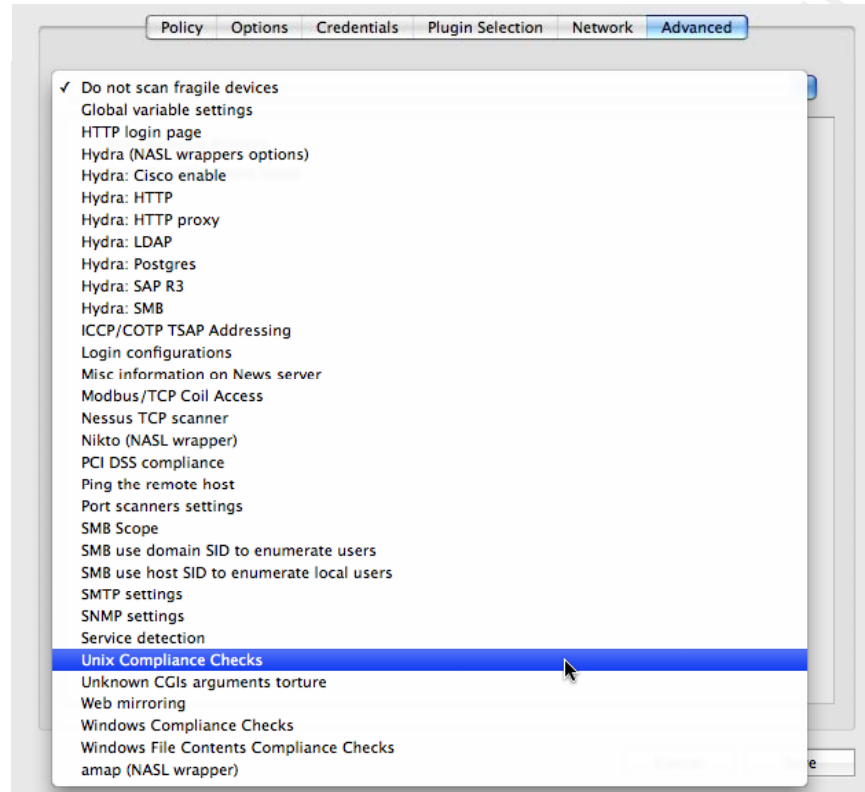 Policy Options Credentials Plugin Selection Network Advanced
✓ Do not scan fragile devices
Global variable settings
HTTP login page
Hydra (NASL wrappers options)
Hydra: Cisco enable
Hydra: HTTP
Hydra: HTTP proxy
Hydra: LDAP
Hydra: Postgres
Hydra: SAP R3
Hydra: SMB
ICCP/COTP TSAP Addressing
Login configurations
Misc information on News server
Modbus/TCP Coil Access
Nessus TCP scanner
Nikto (NASL wrapper)
PCI DSS compliance
Ping the remote host
Port scanners settings
SMB Scope
SMB use domain SID to enumerate users
SMB use host SID to enumerate local users
SMTP settings
SNMP settings
Service detection
Unix Compliance Checks
Unknown CGIs arguments torture
Web mirroring
Windows Compliance Checks
Windows File Contents Compliance Checks
amap (NASL wrapper)